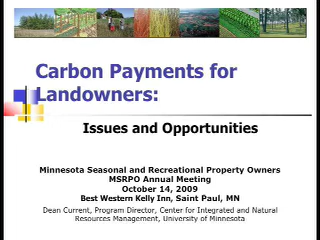 Carbon Payments for
Landowners:
Issues and Opportunities
Minnesota Seasonal and Recreational Property Owners
MSRPO Annual Meeting
October 14, 2009
Best Western Kelly Inn, Saint Paul, MN
Dean Current, Program Director, Center for Integrated and Natural
Resources Management, University of Minnesota